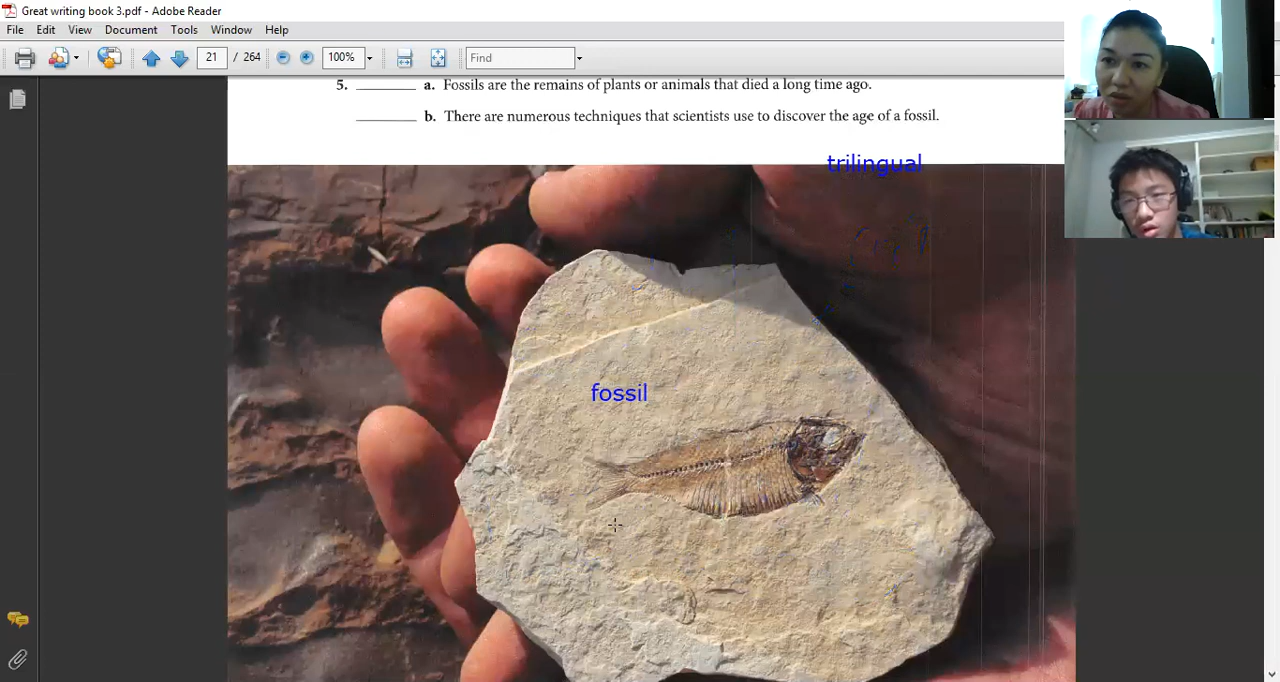 Great writing book 3.pdf - Adobe Reader
File Edit View Document Tools Window Help
21 / 264 100% Find
5. ________ a. Fossils are the remains of plants or animals that died a long time ago.
________ b. There are numerous techniques that scientists use to discover the age of a fossil.
trilingual
fossil